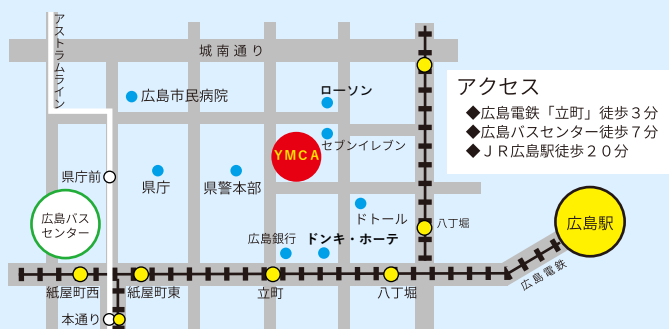 アストラムライン
城南通り
広島市民病院
ローソン
アクセス
◆広島電鉄「立町」徒歩３分
◆広島バスセンター徒歩７分
◆ＪＲ広島駅徒歩２０分
YMCA
セブンイレブン
県庁前
県庁
県警本部
ドトール
広島バス
センター
八丁堀
広島駅
広島銀行
ドンキ・ホーテ
広島電鉄
紙屋町西
紙屋町東
立町
八丁堀
本通り